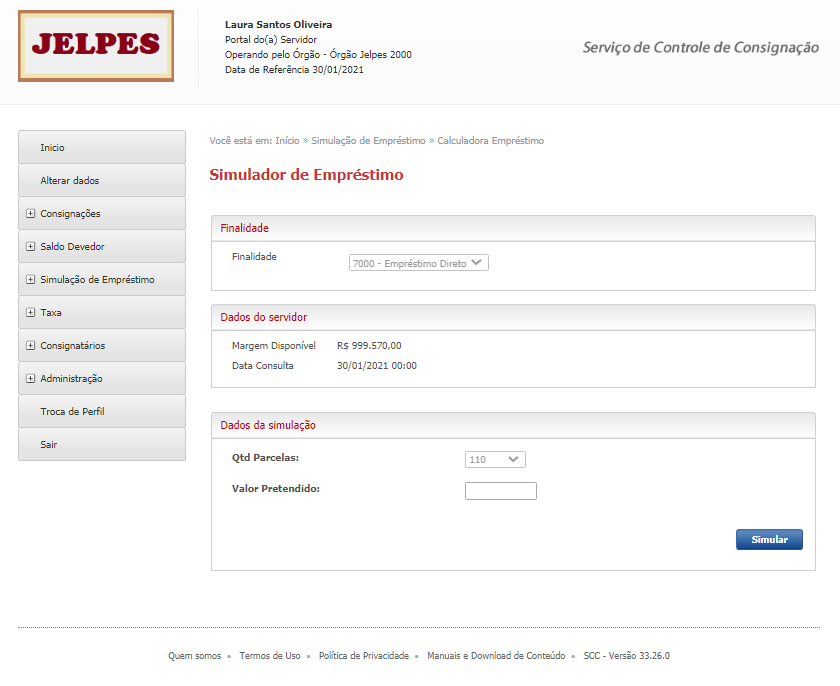 JELPES
Laura Santos Oliveira
Portal do(a) Servidor
Operando pelo Órgão - Órgão Jelpes 2000
Data de Referência 30/01/2021
Serviço de Controle de Consignação
Inicio
Alterar dados
Consignações
Saldo Devedor
Simulação de Empréstimo
Taxa
Consignatários
Administração
Troca de Perfil
Sair
Você está em: Início » Simulação de Empréstimo » Calculadora Empréstimo
Simulador de Empréstimo
Finalidade
Finalidade 7000 - Empréstimo Direto
Dados do servidor
Margem Disponível R$ 999.570,00
Data Consulta 30/01/2021 00:00
Dados da simulação
Qtd Parcelas: 110
Valor Pretendido:
Simular
Quem somos • Termos de Uso • Política de Privacidade • Manuais e Download de Conteúdo • SCC - Versão 33.26.0